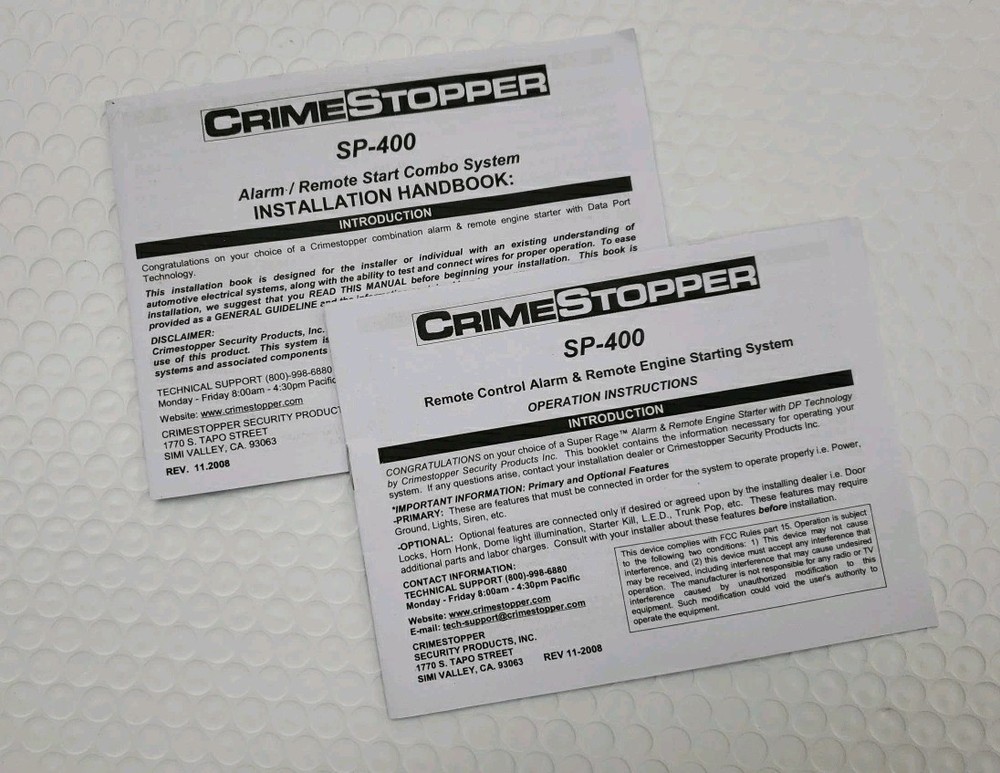 CRIMESTOPPER
SP-400
Alarm / Remote Start Combo System
INSTALLATION HANDBOOK:
INTRODUCTION
Congratulations on your choice of a Crimestopper combination alarm & remote engine starter with Data Port
Technology.
This installation book is designed for the installer or individual with an existing understanding of
automotive electrical systems, along with the ability to test and connect wires for proper operation. To ease
installation, we suggest that you READ THIS MANUAL before beginning your installation. This book is
provided as a GENERAL GUIDELINE and the
DISCLAIMER:
Crimestopper Security Products, Inc.
use of this product. This system is
systems and associated components
TECHNICAL SUPPORT (800)-998-6880
Monday - Friday 8:00am - 4:30pm Pacific
Website: www.crimestopper.com
CRIMESTOPPER SECURITY PRODUCT
1770 S. TAPO STREET
SIMI VALLEY, CA. 93063
REV. 11.2008
CRIMESTOPPER
SP-400
Remote Control Alarm & Remote Engine Starting System
OPERATION INSTRUCTIONS
INTRODUCTION
CONGRATULATIONS on your choice of a Super Rage™ Alarm & Remote Engine Starter with DP Technology
by Crimestopper Security Products Inc. This booklet contains the information necessary for operating your
system. If any questions arise, contact your installation dealer or Crimestopper Security Products Inc.
*IMPORTANT INFORMATION: Primary and Optional Features
-PRIMARY: These are features that must be connected in order for the system to operate properly i.e. Power,
Ground, Lights, Siren, etc.
-OPTIONAL: Optional features are connected only if desired or agreed upon by the installing dealer i.e. Door
Locks, Horn Honk, Dome light illumination, Starter Kill, L.E.D., Trunk Pop, etc. These features may require
additional parts and labor charges. Consult with your installer about these features before installation.
CONTACT INFORMATION:
TECHNICAL SUPPORT (800)-998-6880
Monday - Friday 8:00am - 4:30pm Pacific
Website: www.crimestopper.com
E-mail: tech-support@crimestopper.com
CRIMESTOPPER
SECURITY PRODUCTS, INC.
1770 S. TAPO STREET
SIMI VALLEY, CA. 93063 REV 11-2008
This device complies with FCC Rules part 15. Operation is subject
to the following two conditions: 1) This device may not cause
interference, and (2) this device must accept any interference that
may be received, including interference that may cause undesired
operation. The manufacturer is not responsible for any radio or TV
interference caused by unauthorized modification to this
equipment. Such modification could void the user's authority to
operate the equipment.